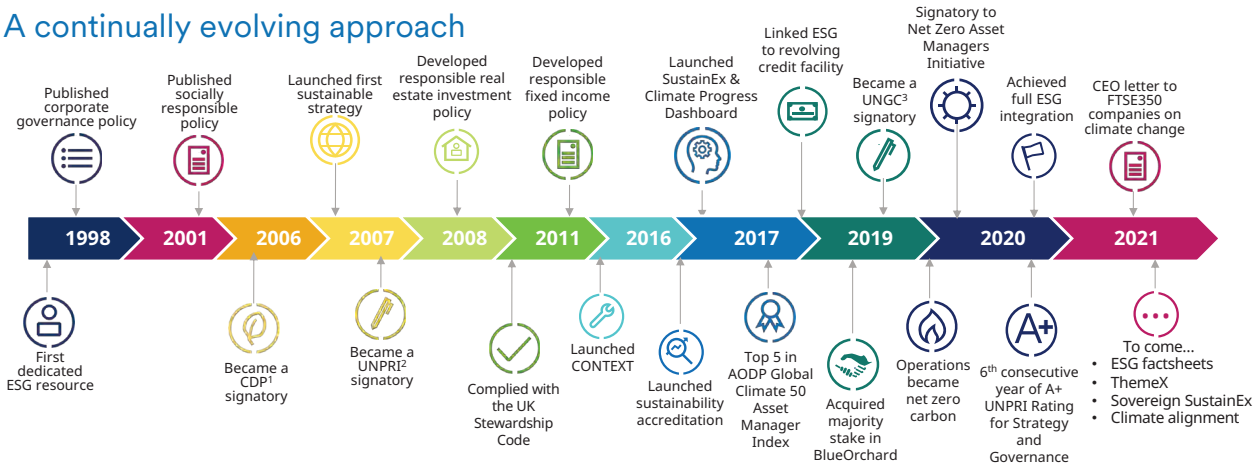 A continually evolving approach
Published
corporate
governance policy
Published
socially
responsible
policy
Launched first
sustainable
strategy
Developed
responsible real
estate investment
policy
Developed
responsible
fixed income
policy
Launched
SustainEx &
Climate Progress
Dashboard
Linked ESG
to revolving
credit facility
Became a
UNGC³
signatory
Signatory to
Net Zero Asset
Managers
Initiative
Achieved
full ESG
integration
CEO letter to
FTSE350
companies on
climate change
1998
2001
2006
2007
2008
2011
2016
2017
2019
2020
2021
First
dedicated
ESG resource
Became a
CDP¹
signatory
Became a
UNPRI²
signatory
Complied with
the UK
Stewardship
Code
Launched
CONTEXT
Launched
sustainability
accreditation
Top 5 in
AODP Global
Climate 50
Asset
Manager
Index
Acquired
majority
stake in
BlueOrchard
Operations
became
net zero
carbon
A+
6th consecutive
year of A+
UNPRI Rating
for Strategy
and
Governance
To come...
• ESG factsheets
• ThemeX
• Sovereign SustainEx
• Climate alignment